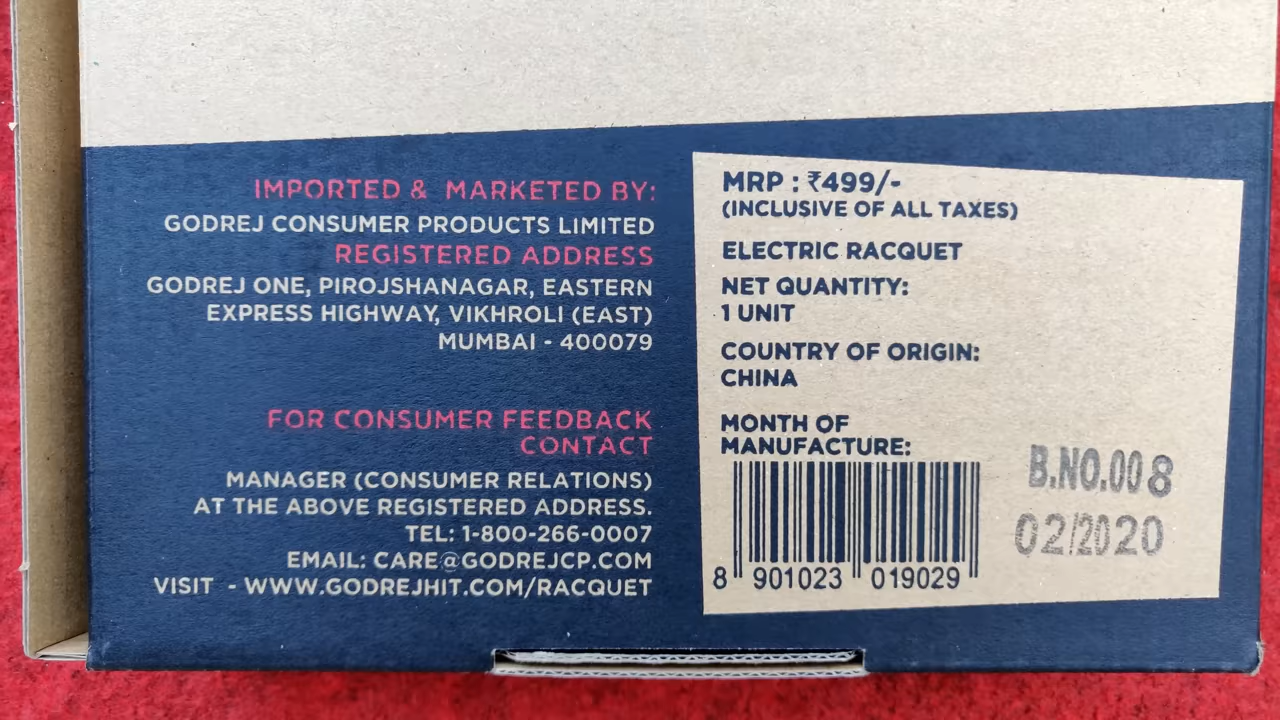 IMPORTED & MARKETED BY:
GODREJ CONSUMER PRODUCTS LIMITED
REGISTERED ADDRESS
GODREJ ONE, PIROJSHANAGAR, EASTERN
EXPRESS HIGHWAY, VIKHROLI (EAST)
MUMBAI - 400079
FOR CONSUMER FEEDBACK
CONTACT
MANAGER (CONSUMER RELATIONS)
AT THE ABOVE REGISTERED ADDRESS.
TEL: 1-800-266-0007
EMAIL: CARE@GODREJCP.COM
VISIT - WWW.GODREJHIT.COM/RACQUET
MRP : ₹499/-
(INCLUSIVE OF ALL TAXES)
ELECTRIC RACQUET
NET QUANTITY:
1 UNIT
COUNTRY OF ORIGIN:
CHINA
MONTH OF
MANUFACTURE:
B.NO.008
02/2020
8 901023 019029